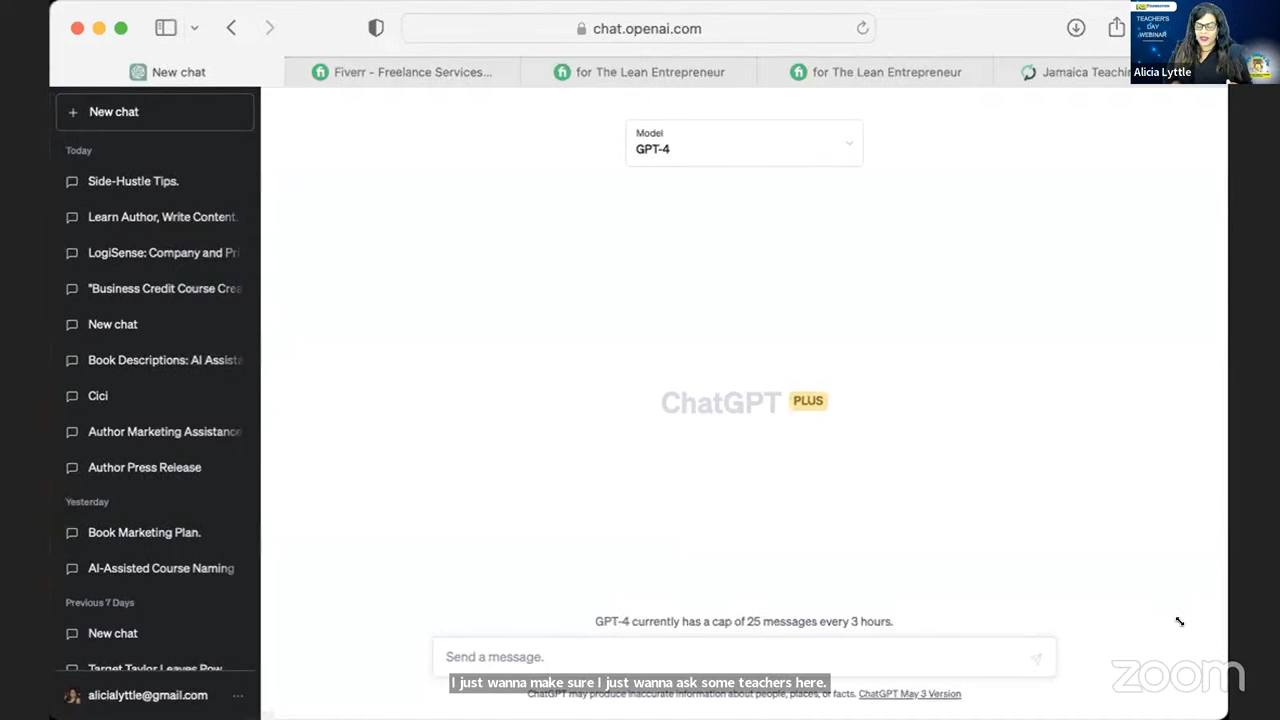 chat.openai.com
New chat
Fiverr - Freelance Services...
for The Lean Entrepreneur
for The Lean Entrepreneur
Jamaica Teachin
TEACHER'S
DAY
WEBINAR
Alicia Lyttle
+ New chat
Today
Side-Hustle Tips.
Learn Author, Write Content.
LogiSense: Company and Pri
"Business Credit Course Crea
New chat
Book Descriptions: AI Assista
Cici
Author Marketing Assistance
Author Press Release
Yesterday
Book Marketing Plan.
AI-Assisted Course Naming
Previous 7 Days
New chat
Target Taylor Leaves Pow
alicialyttle@gmail.com
Model
GPT-4
ChatGPT PLUS
GPT-4 currently has a cap of 25 messages every 3 hours.
Send a message.
I just wanna make sure I just wanna ask some teachers here.
ChatGPT may produce inaccurate information about people, places, or facts. ChatGPT May 3 Version
zoom